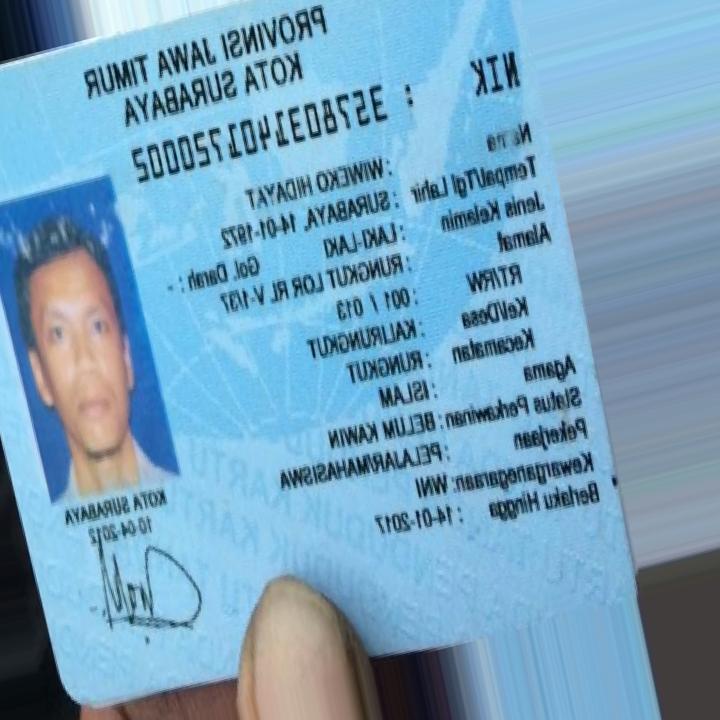 PROVINSI JAWA TIMUR
KOTA SURABAYA
NIK : 3578031401720005
Nama : WIWEKO HIDAYAT
Tempat/Tgl Lahir : SURABAYA, 14-01-1972
Jenis Kelamin : LAKI-LAKI Gol. Darah : -
Alamat : RUNGKUT LOR RL V-1/37
RT/RW : 001 / 013
Kel/Desa : KALIRUNGKUT
Kecamatan : RUNGKUT
Agama : ISLAM
Status Perkawinan: BELUM KAWIN
Pekerjaan : PELAJAR/MAHASISWA
Kewarganegaraan: WNI
Berlaku Hingga : 14-01-2017
KOTA SURABAYA
10-04-2012